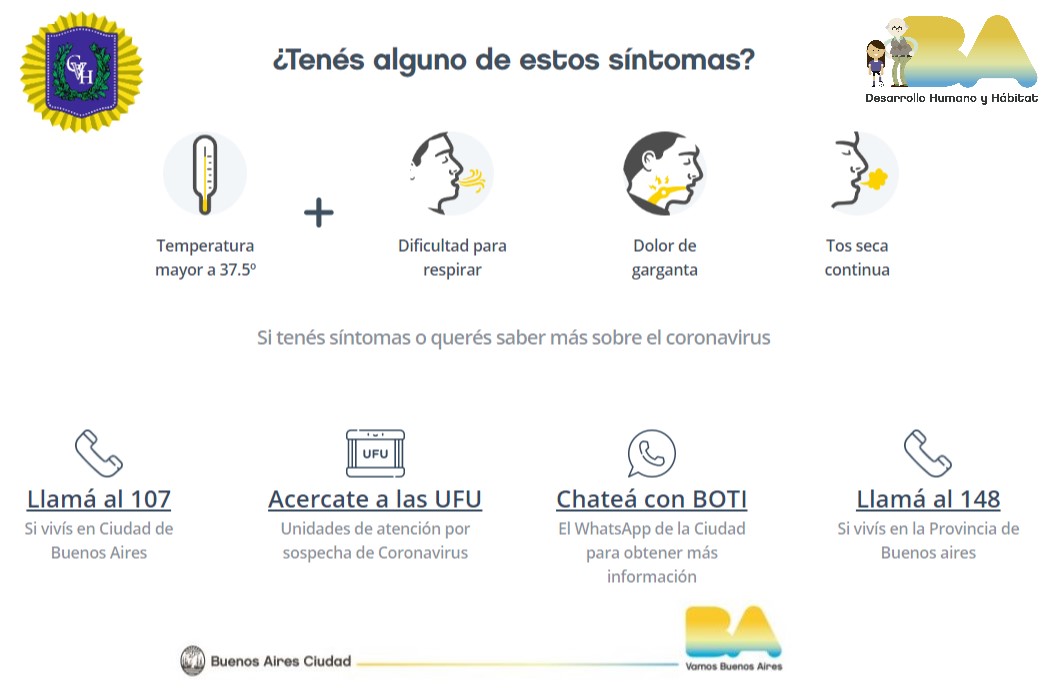 CVH
¿Tenés alguno de estos síntomas?
BA
Desarrollo Humano y Hábitat
Temperatura
mayor a 37.5º
+
Dificultad para
respirar
Dolor de
garganta
Tos seca
continua
Si tenés síntomas o querés saber más sobre el coronavirus
Llamá al 107
Si vivís en Ciudad de
Buenos Aires
UFU
Acercate a las UFU
Unidades de atención por
sospecha de Coronavirus
Chateá con BOTI
El WhatsApp de la Ciudad
para obtener más
información
Llamá al 148
Si vivís en la Provincia de
Buenos aires
Buenos Aires Ciudad
BA
Vamos Buenos Aires